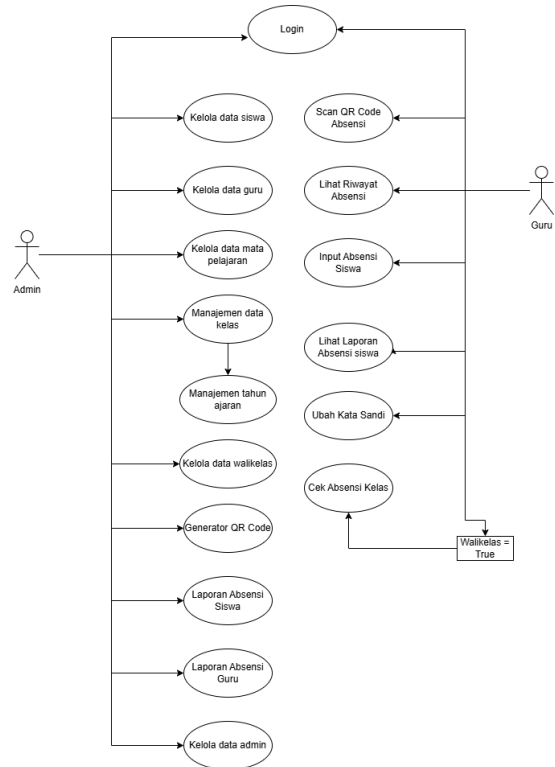 Login
Kelola data siswa
Scan QR Code
Absensi
Kelola data guru
Lihat Riwayat
Absensi
Guru
Kelola data mata
pelajaran
Input Absensi
Siswa
Admin
Manajemen data
kelas
Lihat Laporan
Absensi siswa
Manajemen tahun
ajaran
Ubah Kata Sandi
Kelola data walikelas
Cek Absensi Kelas
Generator QR Code
Walikelas =
True
Laporan Absensi
Siswa
Laporan Absensi
Guru
Kelola data admin